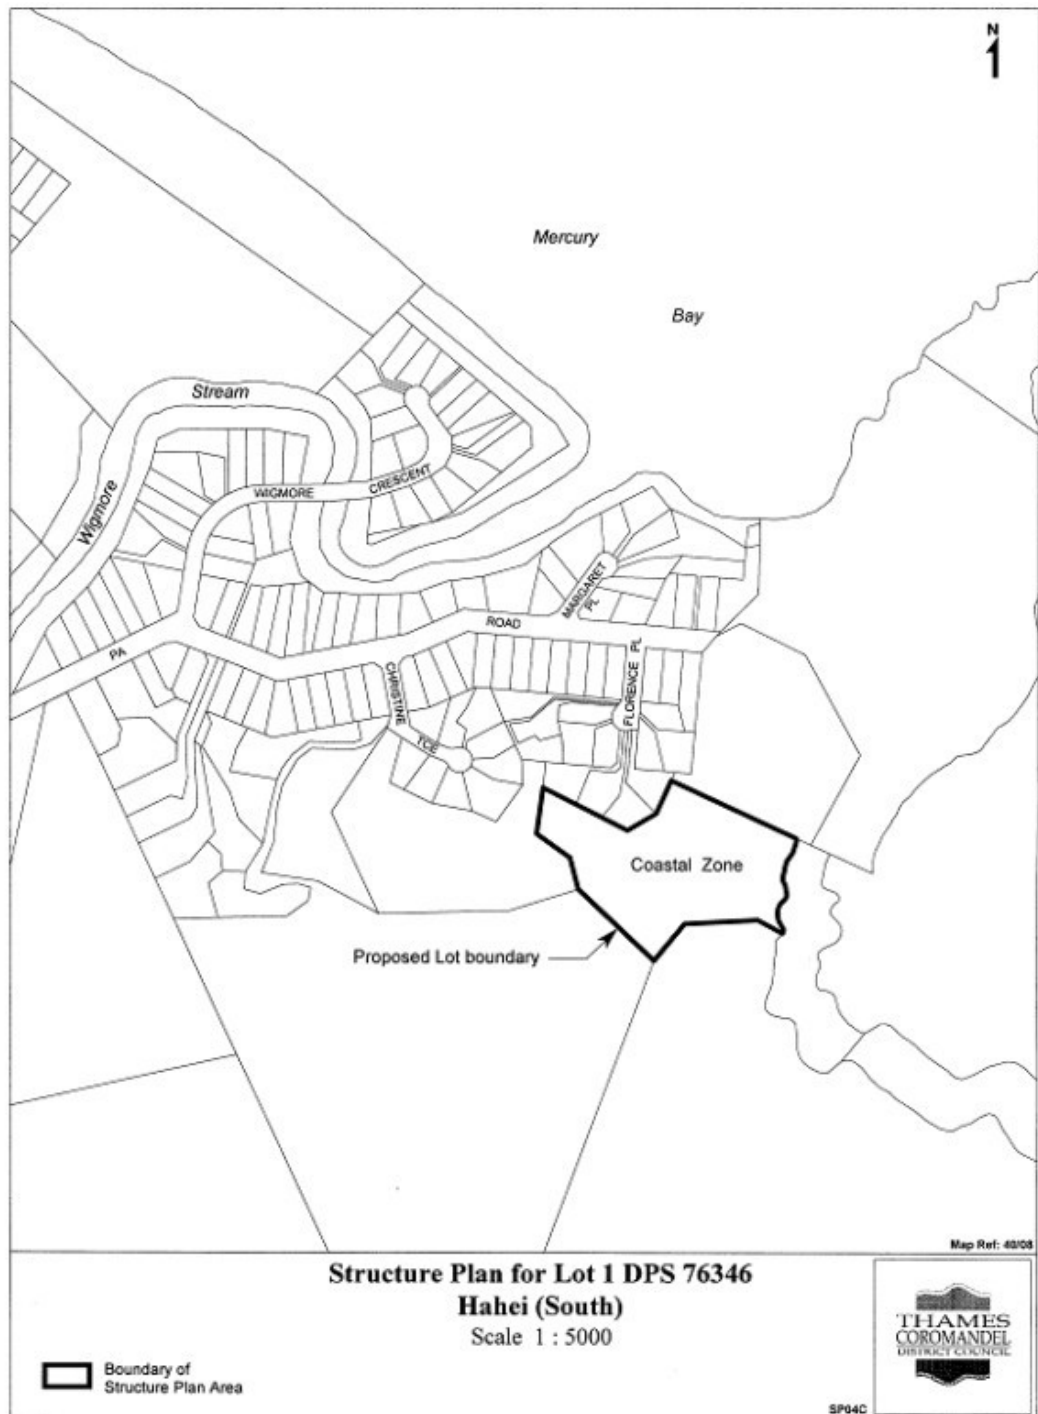 N
Mercury
Bay
Stream
Wigmore
WIGMORE
CRESCENT
MARGARET
PL
ROAD
PA
FLORENCE PL
CHRISTINE
TCE
Coastal Zone
Proposed Lot boundary
Map Ref: 40/08
Structure Plan for Lot 1 DPS 76346
Hahei (South)
Scale 1 : 5000
Boundary of
Structure Plan Area
THAMES
COROMANDEL
DISTRICT COUNCIL
SP04C